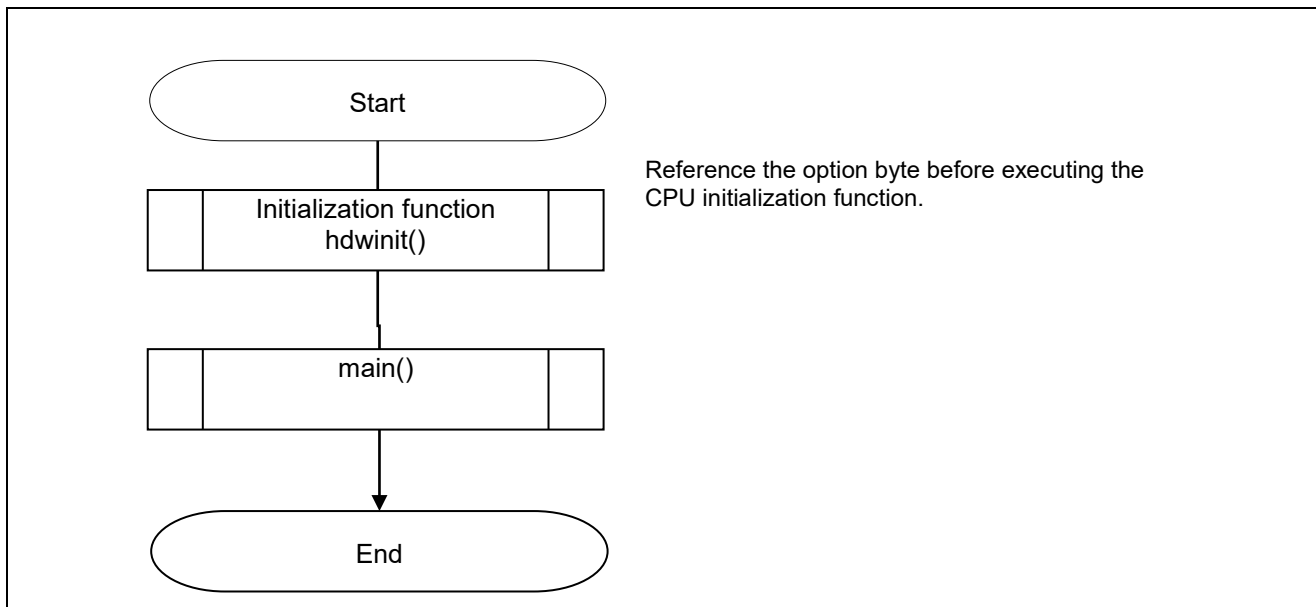 Start
Reference the option byte before executing the
CPU initialization function.
Initialization function
hdwinit()
main()
End